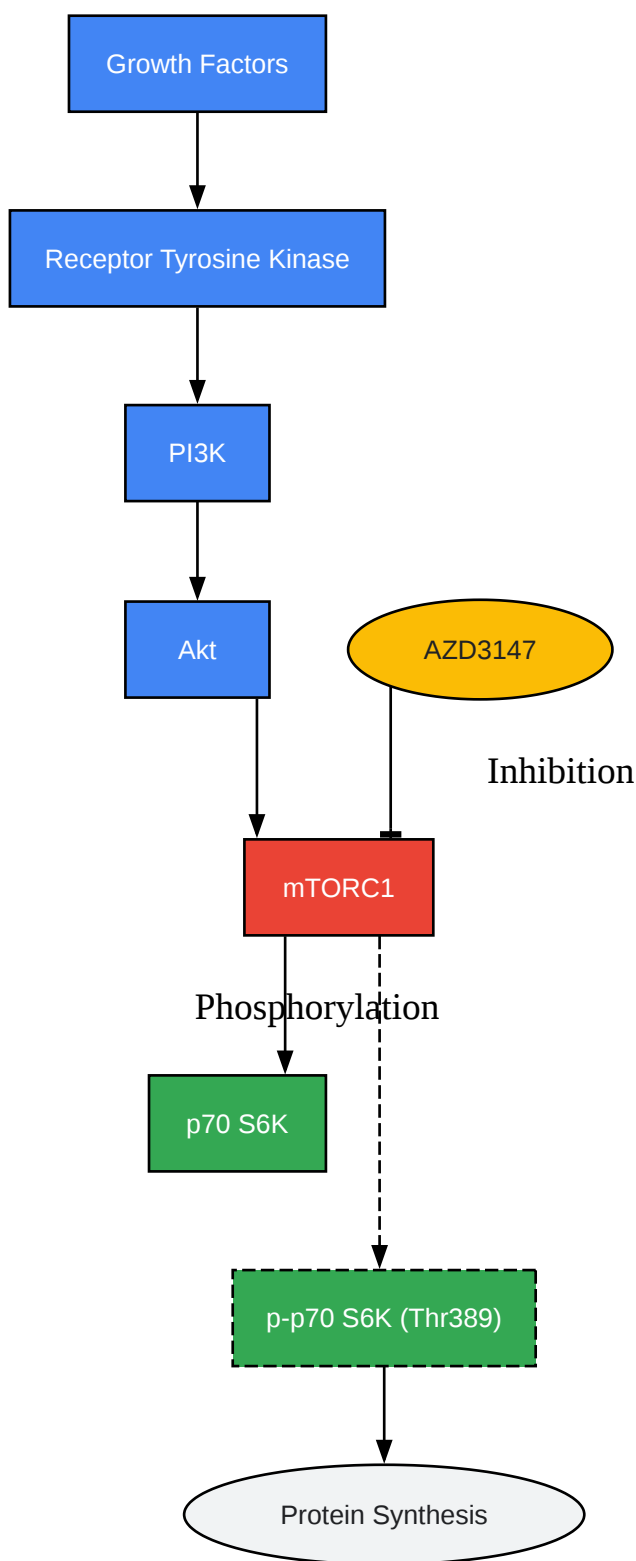 Growth Factors
Receptor Tyrosine Kinase
PI3K
Akt
AZD3147
Inhibition
mTORC1
Phosphorylation
p70 S6K
p-p70 S6K (Thr389)
Protein Synthesis